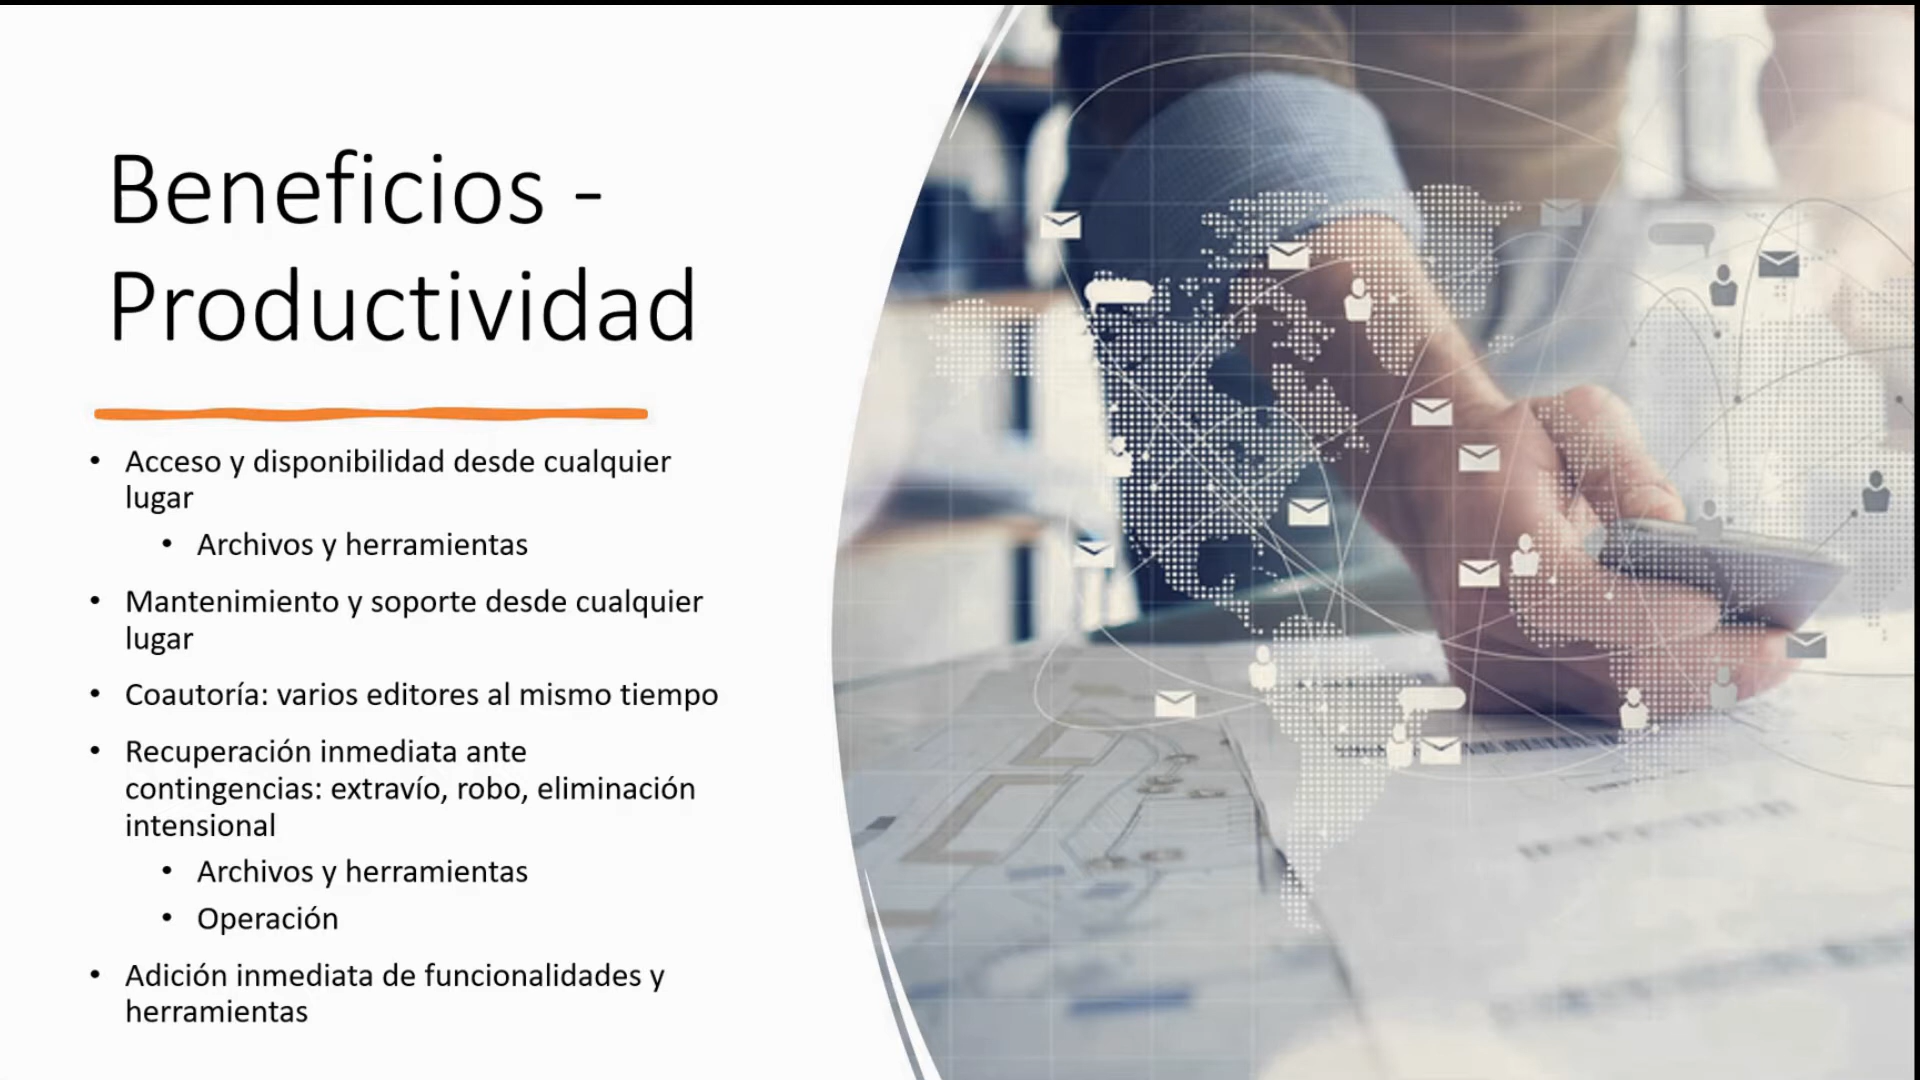 Beneficios -
Productividad
• Acceso y disponibilidad desde cualquier
lugar
• Archivos y herramientas
• Mantenimiento y soporte desde cualquier
lugar
• Coautoría: varios editores al mismo tiempo
• Recuperación inmediata ante
contingencias: extravío, robo, eliminación
intensional
• Archivos y herramientas
• Operación
• Adición inmediata de funcionalidades y
herramientas